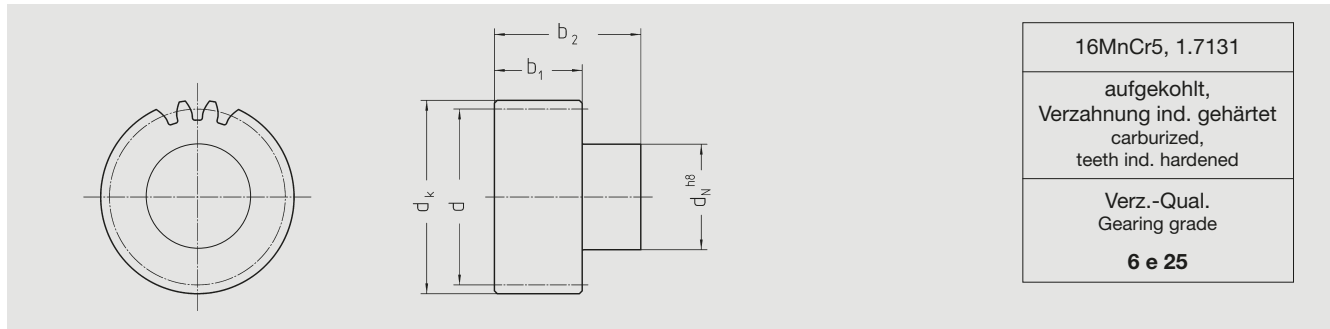 b2
b1
dk
d
dN h8
16MnCr5, 1.7131
aufgekohlt,
Verzahnung ind. gehärtet
carburized,
teeth ind. hardened
Verz.-Qual.
Gearing grade
6 e 25